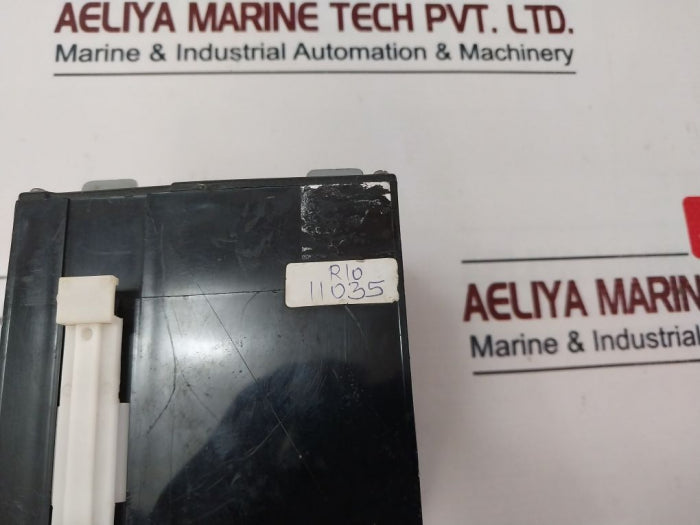 AELIYA MARINE TECH PVT. LTD.
Marine & Industrial Automation & Machinery
R10
11035
AELIYA MARIN
Marine & Industrial